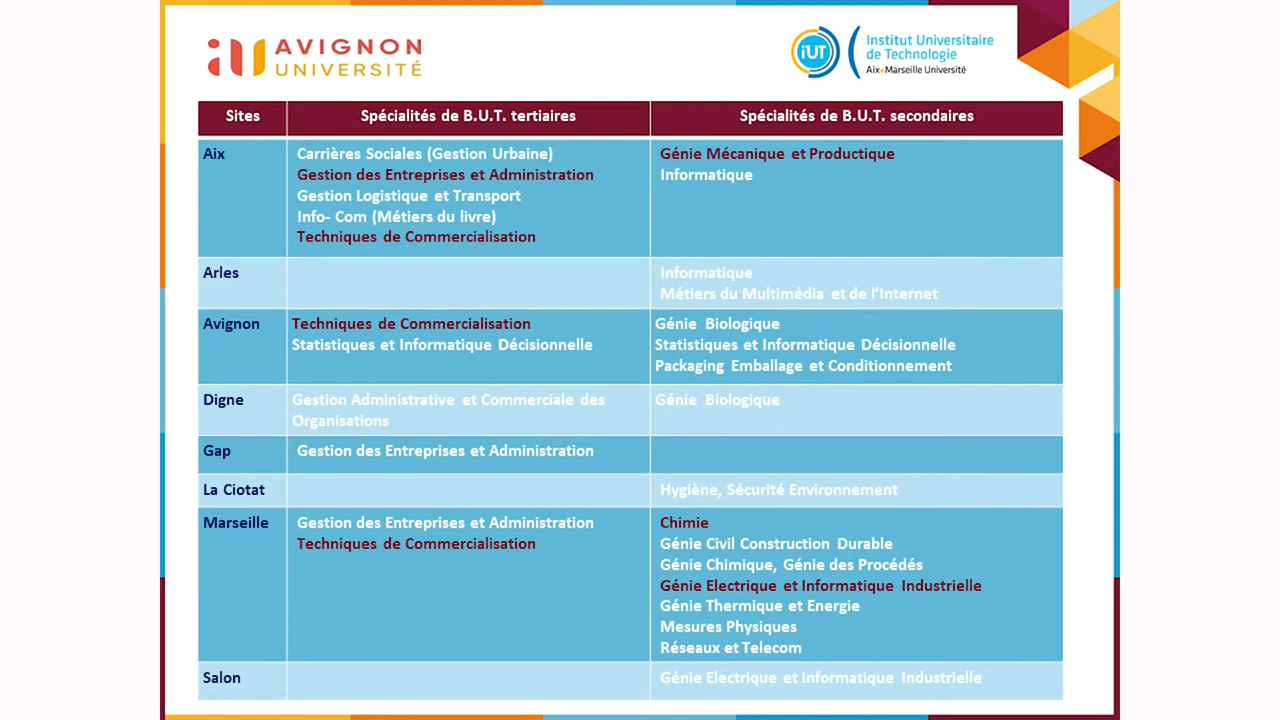 AVIGNON
UNIVERSITÉ
iUT
Institut Universitaire
de Technologie
Aix+Marseille Université
Sites
Spécialités de B.U.T. tertiaires
Spécialités de B.U.T. secondaires
Aix
Carrières Sociales (Gestion Urbaine)
Gestion des Entreprises et Administration
Gestion Logistique et Transport
Info- Com (Métiers du livre)
Techniques de Commercialisation
Génie Mécanique et Productique
Informatique
Arles
Informatique
Métiers du Multimédia et de l'Internet
Avignon
Techniques de Commercialisation
Statistiques et Informatique Décisionnelle
Génie Biologique
Statistiques et Informatique Décisionnelle
Packaging Emballage et Conditionnement
Digne
Gestion Administrative et Commerciale des
Organisations
Génie Biologique
Gap
Gestion des Entreprises et Administration
La Ciotat
Hygiène, Sécurité Environnement
Marseille
Gestion des Entreprises et Administration
Techniques de Commercialisation
Chimie
Génie Civil Construction Durable
Génie Chimique, Génie des Procédés
Génie Electrique et Informatique Industrielle
Génie Thermique et Energie
Mesures Physiques
Réseaux et Telecom
Salon
Génie Electrique et Informatique Industrielle